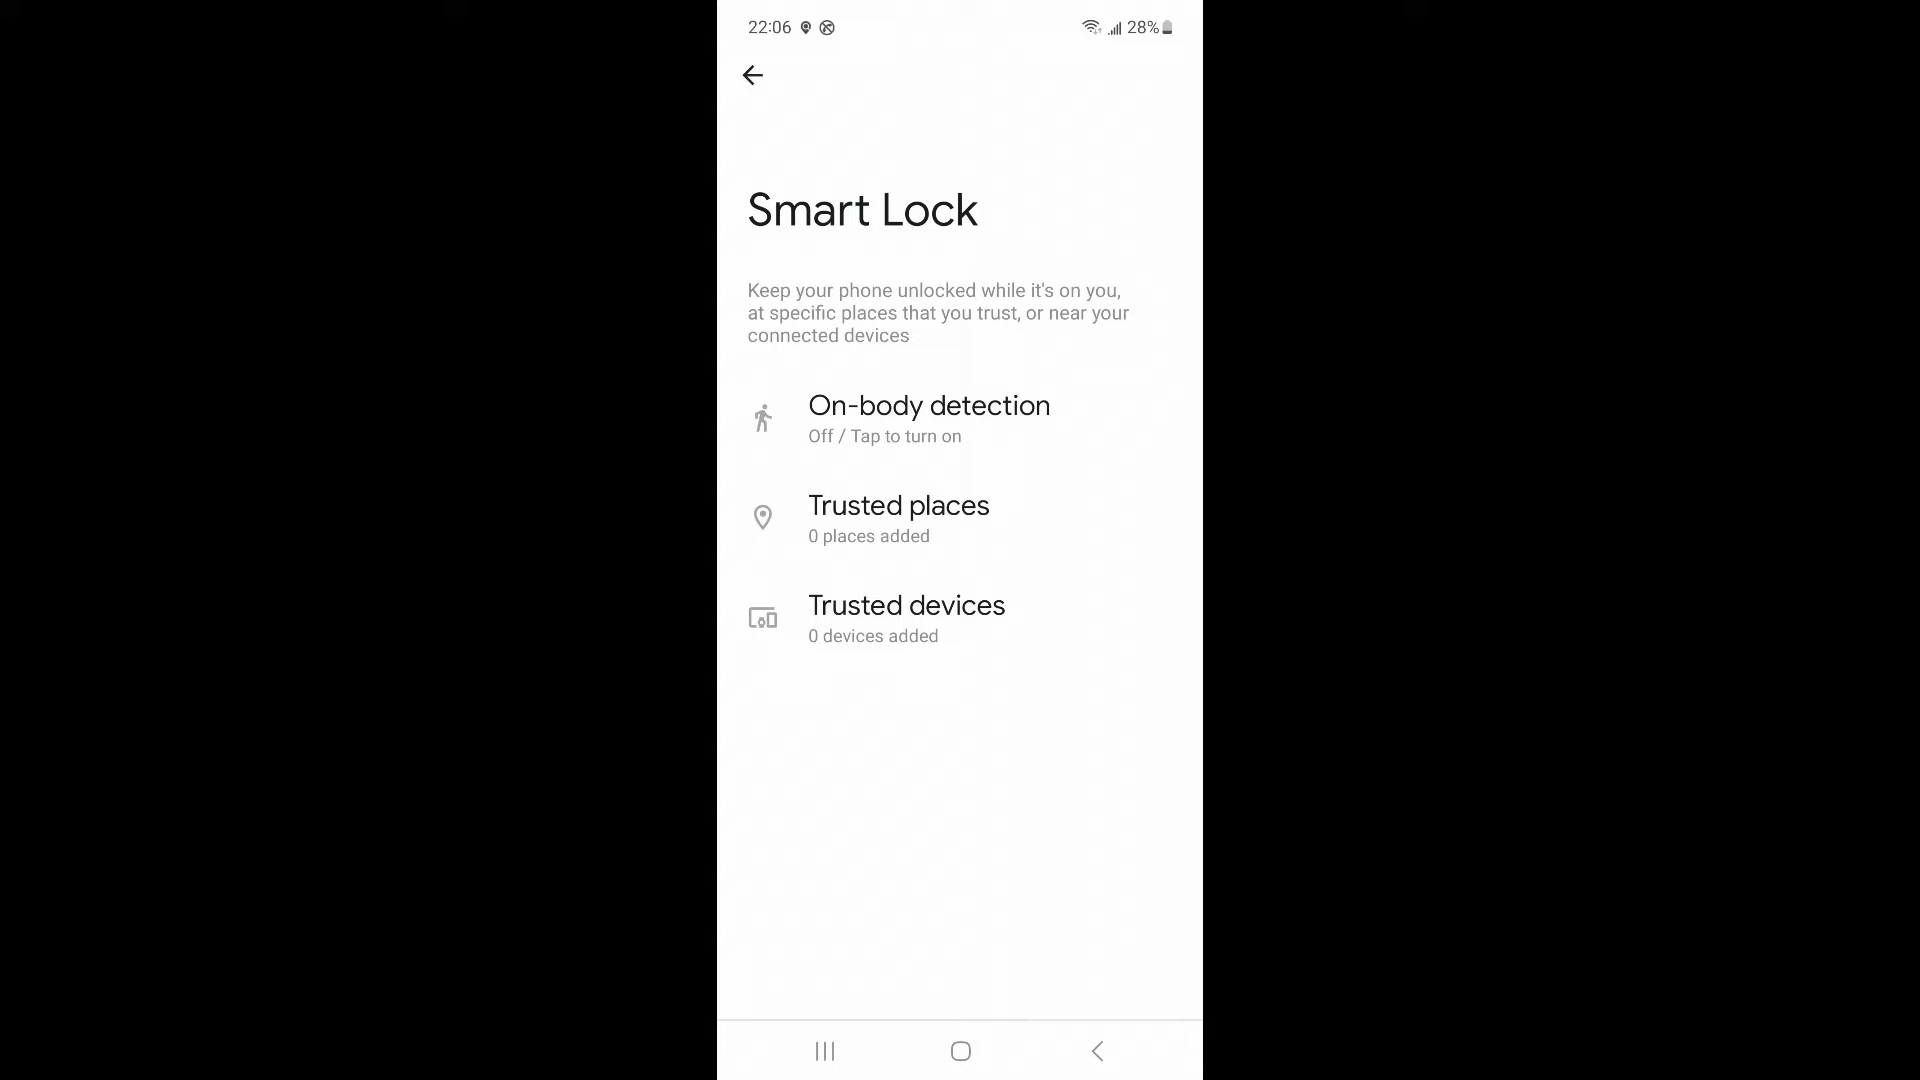 22:06 28%
Smart Lock
Keep your phone unlocked while it's on you,
at specific places that you trust, or near your
connected devices
On-body detection
Off / Tap to turn on
Trusted places
0 places added
Trusted devices
0 devices added